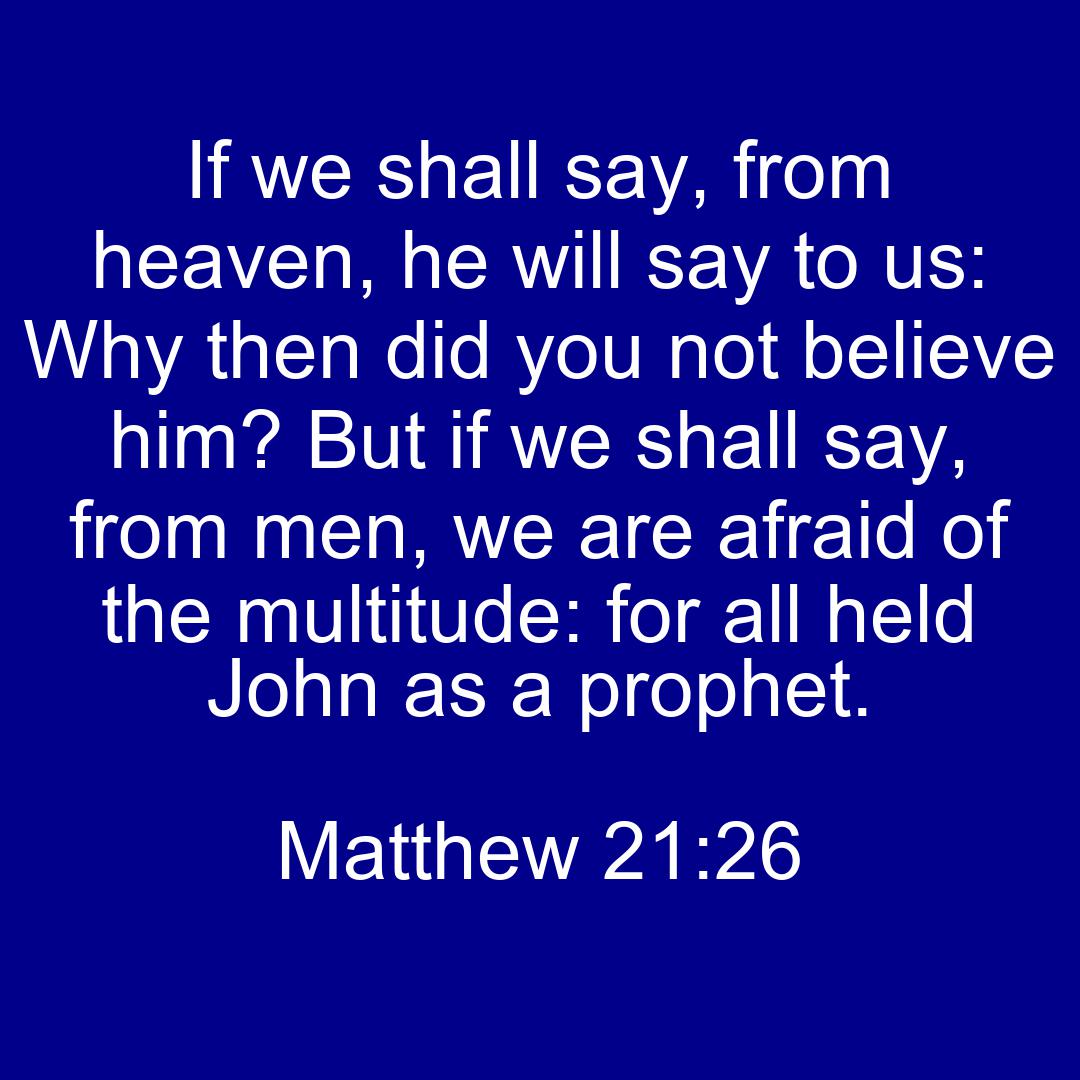 If we shall say, from
heaven, he will say to us:
Why then did you not believe
him? But if we shall say,
from men, we are afraid of
the multitude: for all held
John as a prophet.
Matthew 21:26